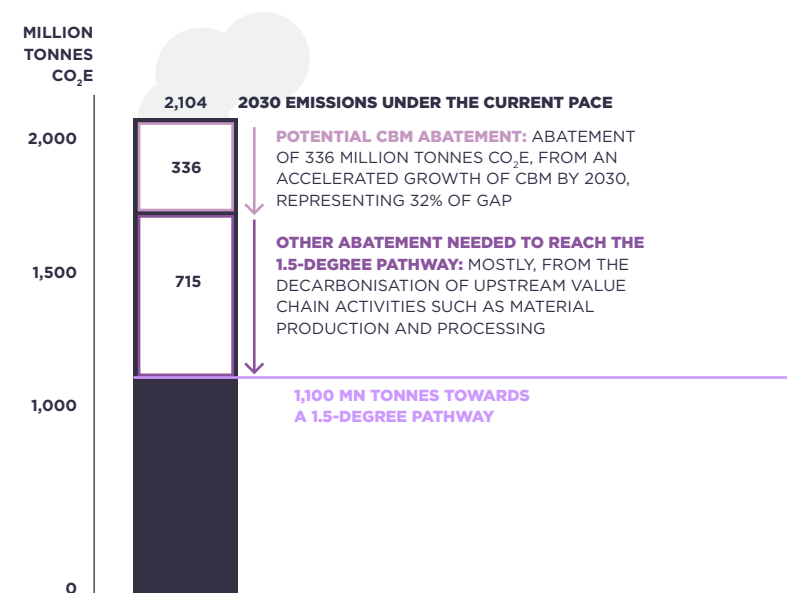 MILLION
TONNES
CO₂E
2,104
2030 EMISSIONS UNDER THE CURRENT PACE
2,000
336
POTENTIAL CBM ABATEMENT: ABATEMENT
OF 336 MILLION TONNES CO₂E, FROM AN
ACCELERATED GROWTH OF CBM BY 2030,
REPRESENTING 32% OF GAP
1,500
715
OTHER ABATEMENT NEEDED TO REACH THE
1.5-DEGREE PATHWAY: MOSTLY, FROM THE
DECARBONISATION OF UPSTREAM VALUE
CHAIN ACTIVITIES SUCH AS MATERIAL
PRODUCTION AND PROCESSING
1,000
1,100 MN TONNES TOWARDS
A 1.5-DEGREE PATHWAY
0